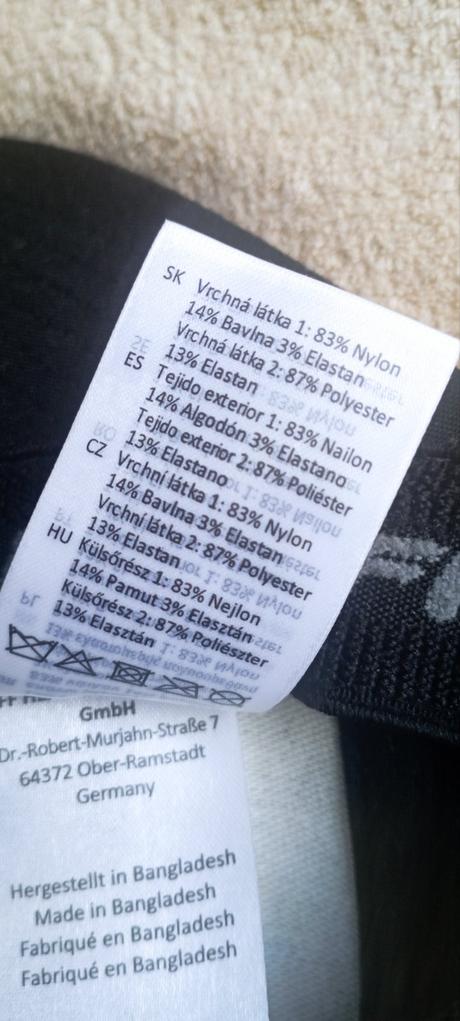 SK Vrchná látka 1: 83% Nylon
14% Bavlna 3% Elastan
Vrchná látka 2: 87% Polyester
13% Elastan
ES Tejido exterior 1: 83% Nailon
14% Algodón 3% Elastano
Tejido exterior 2: 87% Poliéster
13% Elastano
CZ Vrchní látka 1: 83% Nylon
14% Bavlna 3% Elastan
Vrchní látka 2: 87% Polyester
13% Elastan
HU Külsőrész 1: 83% Nejlon
14% Pamut 3% Elasztán
Külsőrész 2: 87% Poliészter
13% Elasztán
GmbH
Dr.-Robert-Murjahn-Straße 7
64372 Ober-Ramstadt
Germany
Hergestellt in Bangladesh
Made in Bangladesh
Fabriqué en Bangladesh
Fabriqué en Bangladesh